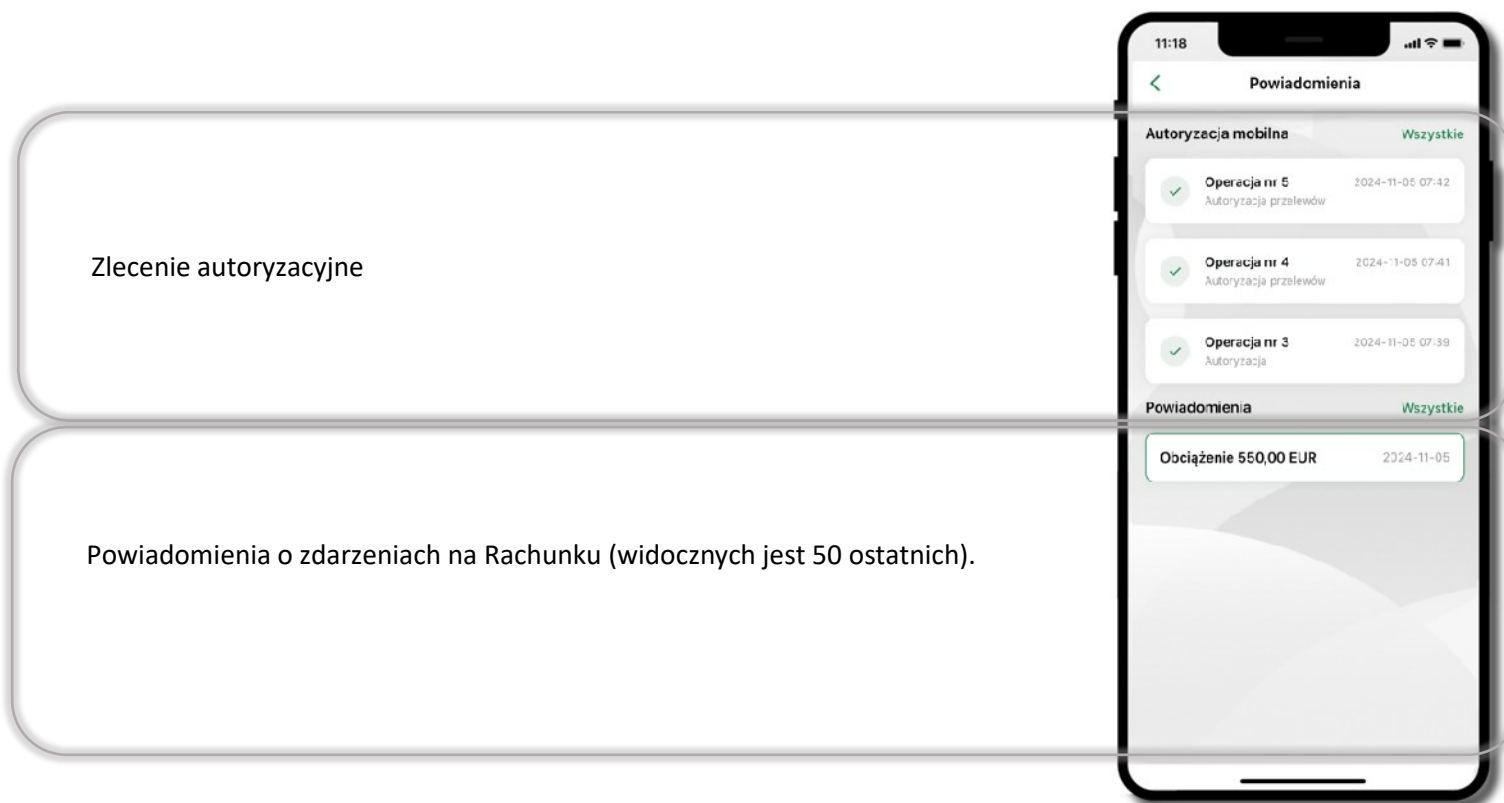 11:18
Powiadomienia
Autoryzacja mobilna Wszystkie
Operacja nr 5 2024-11-05 07:42
Autoryzacja przelewów
Zlecenie autoryzacyjne
Operacja nr 4 2024-11-05 07:41
Autoryzacja przelewów
Operacja nr 3 2024-11-05 07:39
Autoryzacja
Powiadomienia Wszystkie
Obciążenie 550,00 EUR 2024-11-05
Powiadomienia o zdarzeniach na Rachunku (widocznych jest 50 ostatnich).